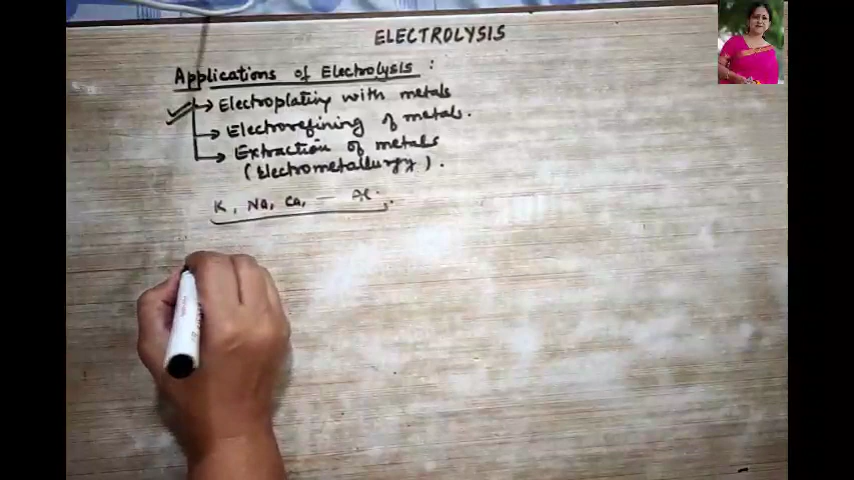 ELECTROLYSIS
Applications of Electrolysis :
Electroplating with metals
Electrorefining of metals.
Extraction of metals
(Electrometallurgy).
K, Na, Ca, — Al.